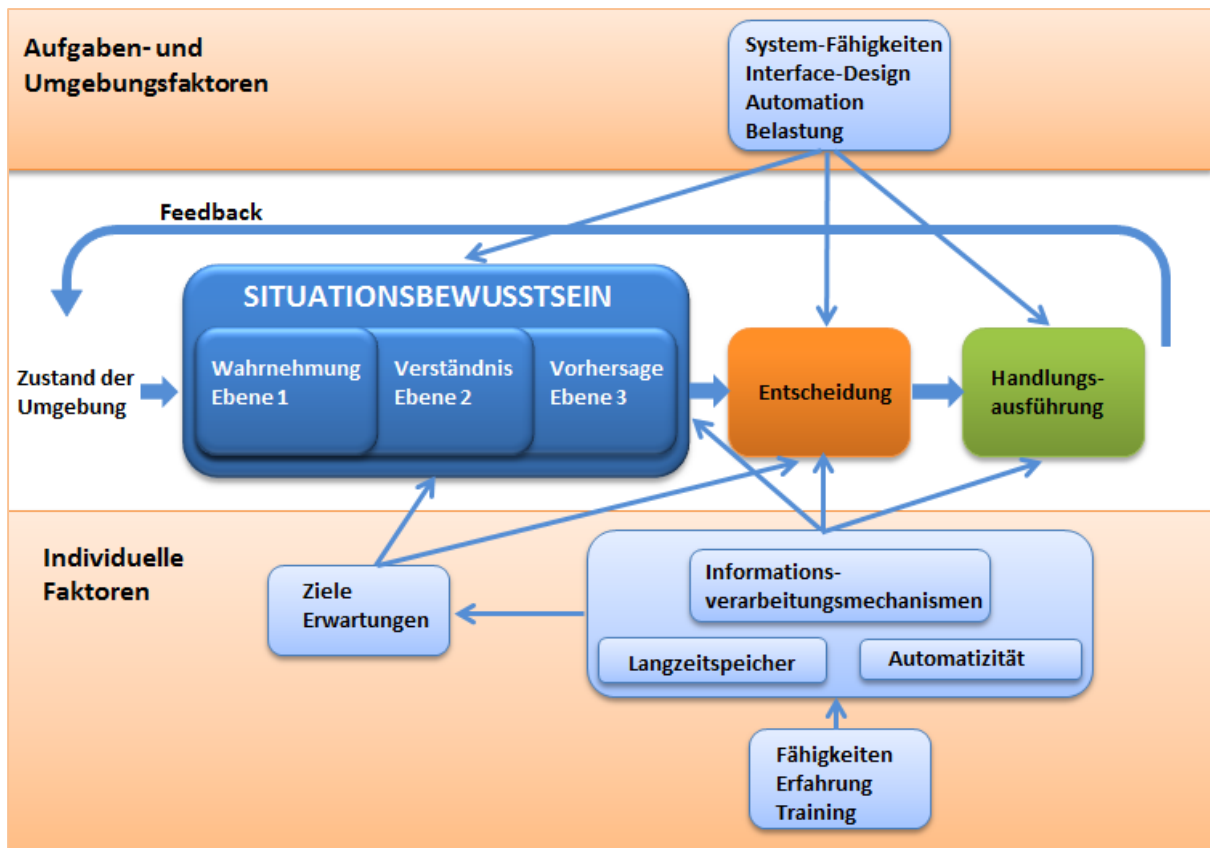 Aufgaben- und
Umgebungsfaktoren
System-Fähigkeiten
Interface-Design
Automation
Belastung
Feedback
SITUATIONSBEWUSSTSEIN
Wahrnehmung
Ebene 1
Verständnis
Ebene 2
Vorhersage
Ebene 3
Zustand der
Umgebung
Entscheidung
Handlungs-
ausführung
Individuelle
Faktoren
Ziele
Erwartungen
Informations-
verarbeitungsmechanismen
Langzeitspeicher
Automatizität
Fähigkeiten
Erfahrung
Training